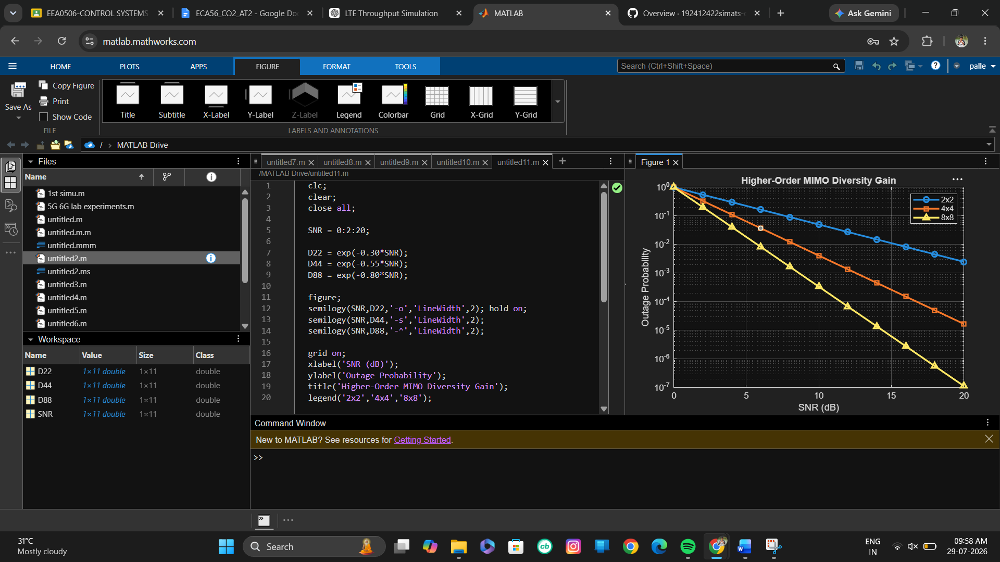 EEA0506-CONTROL SYSTEMS
ECA56_CO2_AT2 - Google Do
LTE Throughput Simulation
MATLAB
Overview · 192412422simats-
Ask Gemini
matlab.mathworks.com
HOME
PLOTS
APPS
FIGURE
FORMAT
TOOLS
Search (Ctrl+Shift+Space)
palle
Save As
Copy Figure
Print
Show Code
FILE
Title
Subtitle
X-Label
Y-Label
Z-Label
Legend
Colorbar
Grid
X-Grid
Y-Grid
LABELS AND ANNOTATIONS
/ › MATLAB Drive
Files
Name
1st simu.m
5G 6G lab experiments.m
untitled.m
untitled.m.m
untitled.mmm
untitled2.m
untitled2.ms
untitled3.m
untitled4.m
untitled5.m
untitled6.m
Workspace
Name Value Size Class
D22 1×11 double 1×11 double
D44 1×11 double 1×11 double
D88 1×11 double 1×11 double
SNR 1×11 double 1×11 double
untitled7.m
untitled8.m
untitled9.m
untitled10.m
untitled11.m
/MATLAB Drive/untitled11.m
1 clc;
2 clear;
3 close all;
4
5 SNR = 0:2:20;
6
7 D22 = exp(-0.30*SNR);
8 D44 = exp(-0.55*SNR);
9 D88 = exp(-0.80*SNR);
10
11 figure;
12 semilogy(SNR,D22,'-o','LineWidth',2); hold on;
13 semilogy(SNR,D44,'-s','LineWidth',2);
14 semilogy(SNR,D88,'-^','LineWidth',2);
15
16 grid on;
17 xlabel('SNR (dB)');
18 ylabel('Outage Probability');
19 title('Higher-Order MIMO Diversity Gain');
20 legend('2x2','4x4','8x8');
Figure 1
Higher-Order MIMO Diversity Gain
2x2
4x4
8x8
Outage Probability
10⁰
10⁻¹
10⁻²
10⁻³
10⁻⁴
10⁻⁵
10⁻⁶
10⁻⁷
0 5 10 15 20
SNR (dB)
Command Window
New to MATLAB? See resources for Getting Started.
>>
31°C
Mostly cloudy
Search
cb
ENG
IN
09:58 AM
29-07-2026